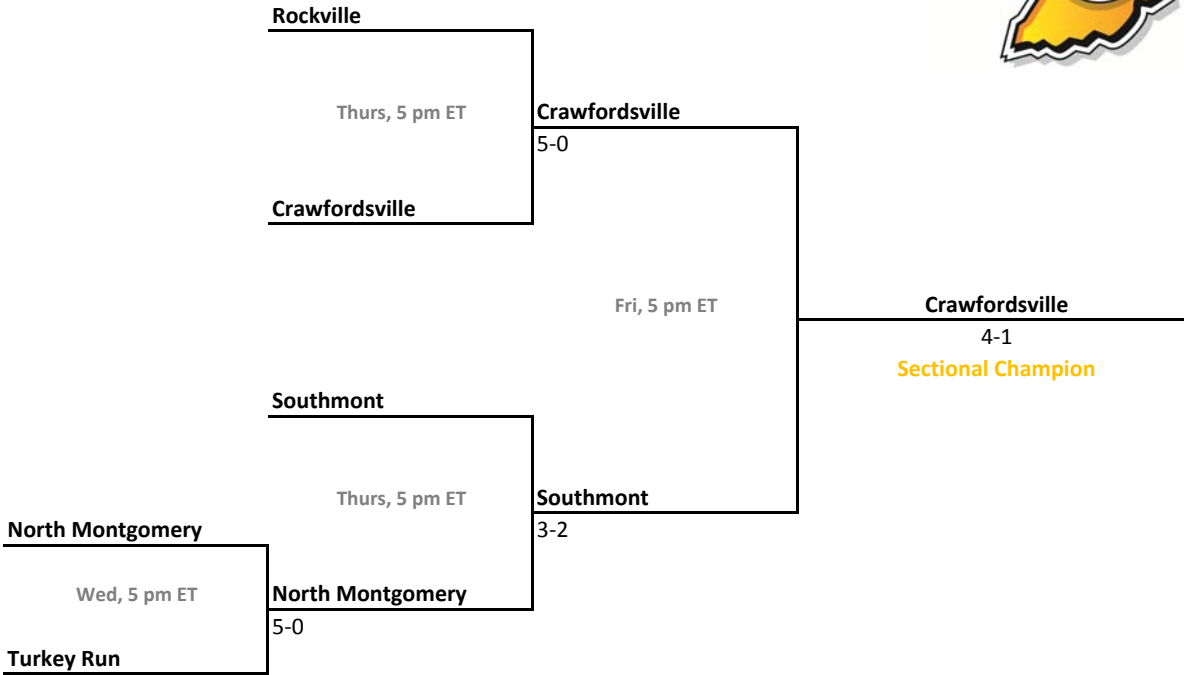 Rockville
Thurs, 5 pm ET
Crawfordsville
5-0
Crawfordsville
Fri, 5 pm ET
Crawfordsville
4-1
Sectional Champion
Southmont
Thurs, 5 pm ET
Southmont
3-2
North Montgomery
Wed, 5 pm ET
North Montgomery
5-0
Turkey Run